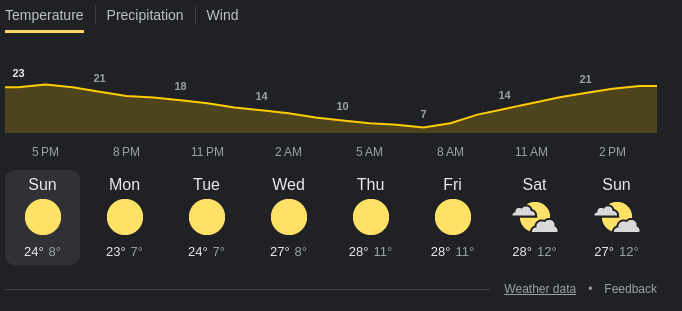 Temperature Precipitation Wind
23 21 18 14 10 7 14 21
5 PM 8 PM 11 PM 2 AM 5 AM 8 AM 11 AM 2 PM
Sun Mon Tue Wed Thu Fri Sat Sun
24° 8° 23° 7° 24° 7° 27° 8° 28° 11° 28° 11° 28° 12° 27° 12°
Weather data • Feedback